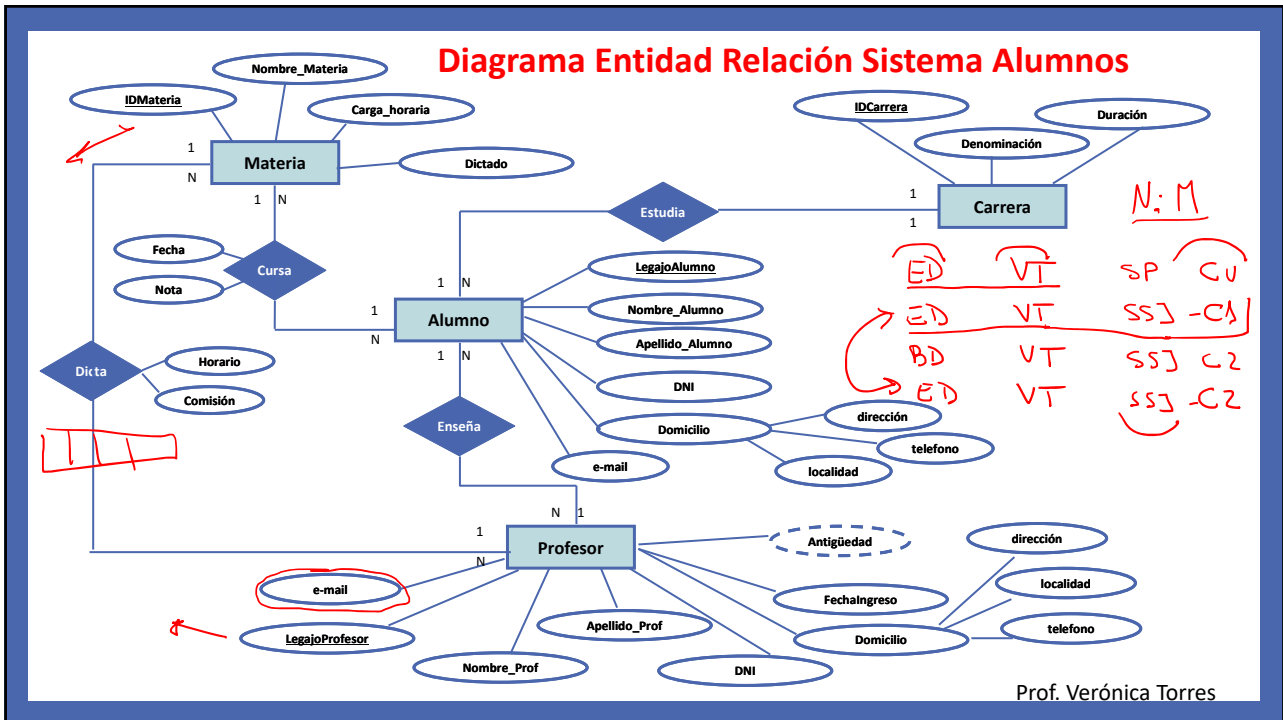 Diagrama Entidad Relación Sistema Alumnos
Nombre_Materia
IDMateria
Carga_horaria
Dictado
1
Materia
N
1 N
IDCarrera
Denominación
Duración
1
Carrera
1
N:M
Estudia
Fecha
Nota
Cursa
1 N
1
Alumno
N
1 N
LegajoAlumno
Nombre_Alumno
Apellido_Alumno
DNI
Domicilio
dirección
telefono
localidad
e-mail
ED VT SP CU
ED VT SSJ -C1
BD VT SSJ C2
ED VT SSJ -C2
Dicta
Horario
Comisión
Enseña
N 1
1
Profesor
N
e-mail
LegajoProfesor
Nombre_Prof
Apellido_Prof
DNI
Antigüedad
FechaIngreso
Domicilio
dirección
localidad
telefono
Prof. Verónica Torres